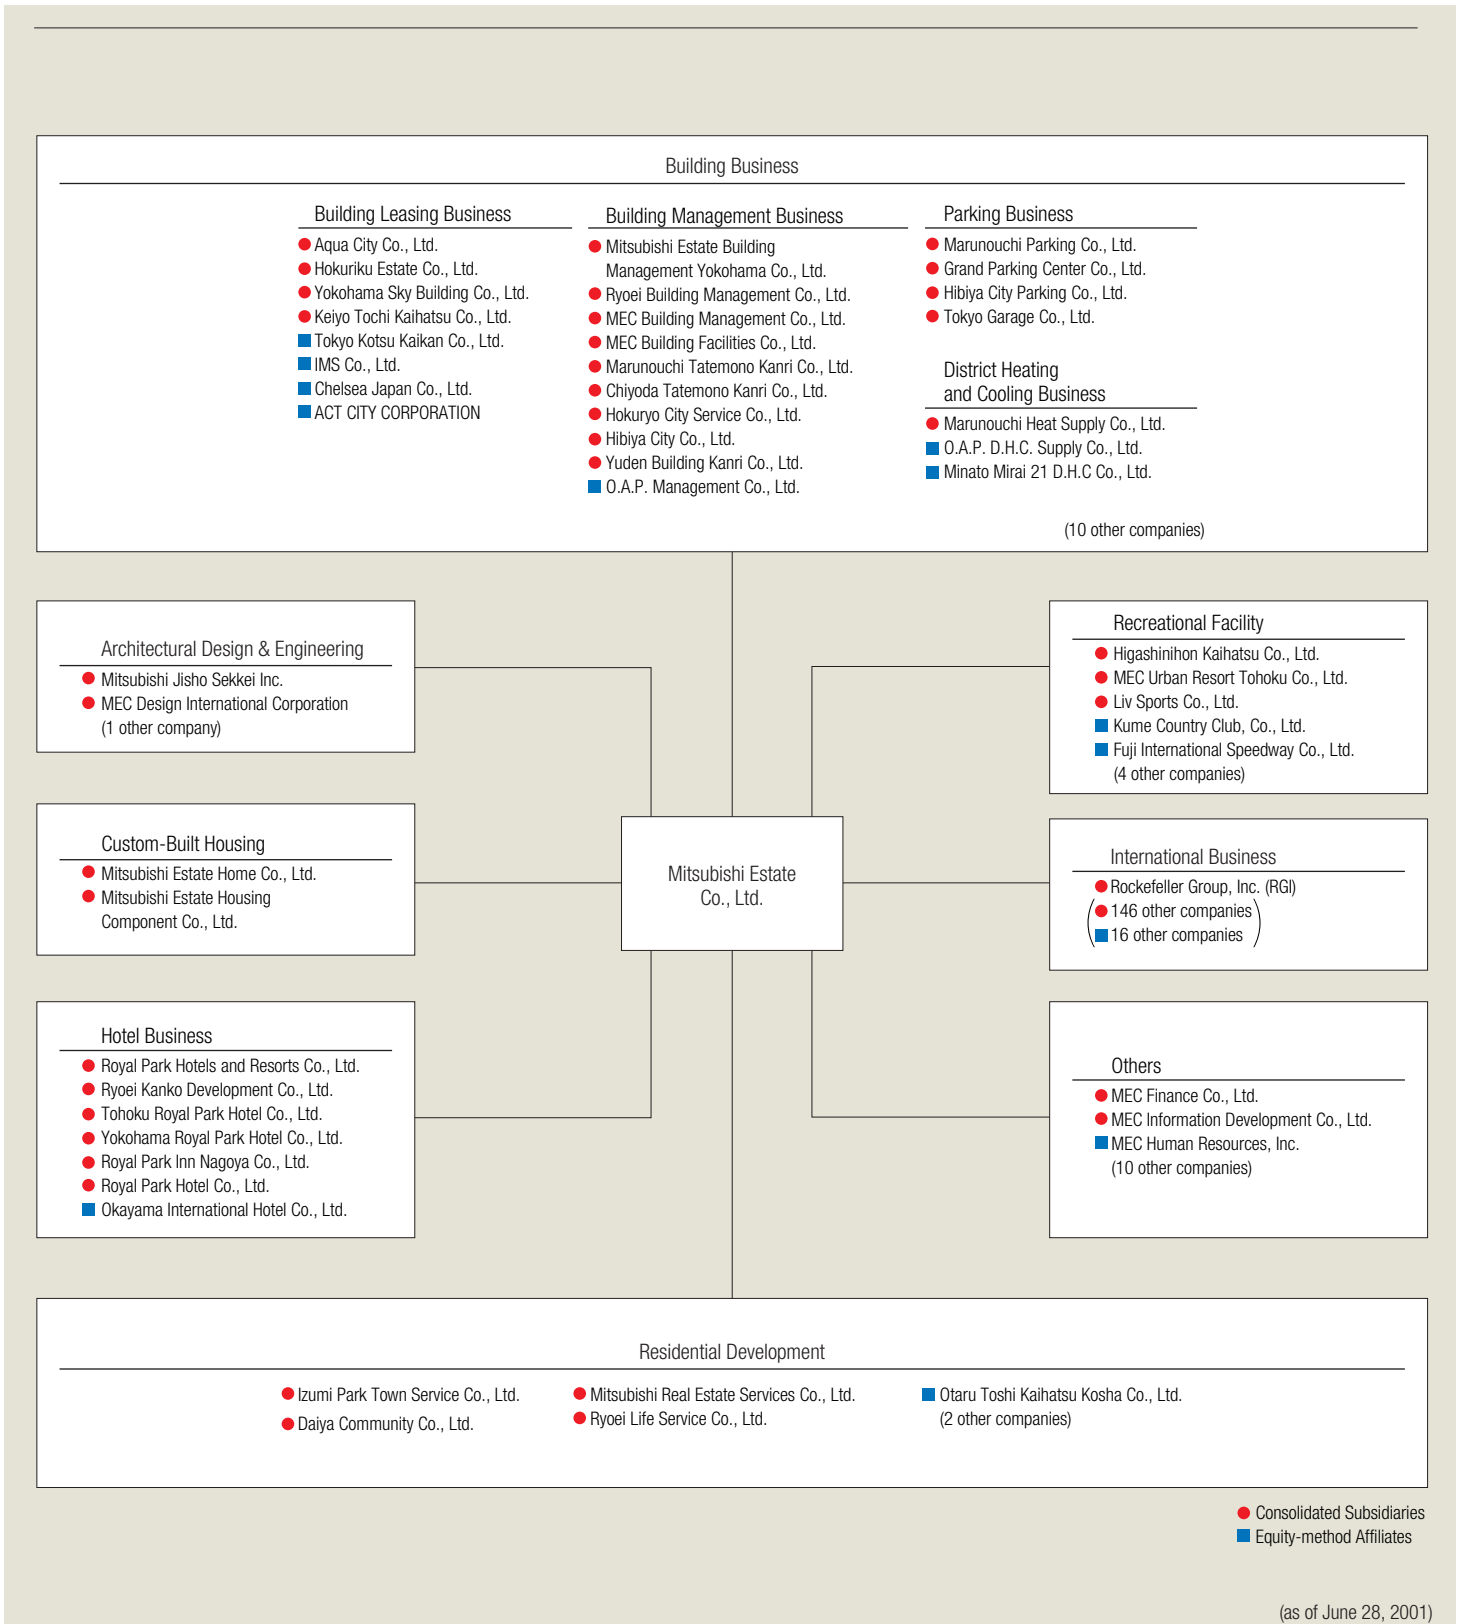 Building Business
Building Leasing Business
Aqua City Co., Ltd.
Hokuriku Estate Co., Ltd.
Yokohama Sky Building Co., Ltd.
Keiyo Tochi Kaihatsu Co., Ltd.
Tokyo Kotsu Kaikan Co., Ltd.
IMS Co., Ltd.
Chelsea Japan Co., Ltd.
ACT CITY CORPORATION
Building Management Business
Mitsubishi Estate Building
Management Yokohama Co., Ltd.
Ryoei Building Management Co., Ltd.
MEC Building Management Co., Ltd.
MEC Building Facilities Co., Ltd.
Marunouchi Tatemono Kanri Co., Ltd.
Chiyoda Tatemono Kanri Co., Ltd.
Hokuryo City Service Co., Ltd.
Hibiya City Co., Ltd.
Yuden Building Kanri Co., Ltd.
O.A.P. Management Co., Ltd.
Parking Business
Marunouchi Parking Co., Ltd.
Grand Parking Center Co., Ltd.
Hibiya City Parking Co., Ltd.
Tokyo Garage Co., Ltd.
District Heating
and Cooling Business
Marunouchi Heat Supply Co., Ltd.
O.A.P. D.H.C. Supply Co., Ltd.
Minato Mirai 21 D.H.C Co., Ltd.
(10 other companies)
Architectural Design & Engineering
Mitsubishi Jisho Sekkei Inc.
MEC Design International Corporation
(1 other company)
Custom-Built Housing
Mitsubishi Estate Home Co., Ltd.
Mitsubishi Estate Housing
Component Co., Ltd.
Hotel Business
Royal Park Hotels and Resorts Co., Ltd.
Ryoei Kanko Development Co., Ltd.
Tohoku Royal Park Hotel Co., Ltd.
Yokohama Royal Park Hotel Co., Ltd.
Royal Park Inn Nagoya Co., Ltd.
Royal Park Hotel Co., Ltd.
Okayama International Hotel Co., Ltd.
Mitsubishi Estate
Co., Ltd.
Recreational Facility
Higashinihon Kaihatsu Co., Ltd.
MEC Urban Resort Tohoku Co., Ltd.
Liv Sports Co., Ltd.
Kume Country Club, Co., Ltd.
Fuji International Speedway Co., Ltd.
(4 other companies)
International Business
Rockefeller Group, Inc. (RGI)
146 other companies
16 other companies
Others
MEC Finance Co., Ltd.
MEC Information Development Co., Ltd.
MEC Human Resources, Inc.
(10 other companies)
Residential Development
Izumi Park Town Service Co., Ltd.
Daiya Community Co., Ltd.
Mitsubishi Real Estate Services Co., Ltd.
Ryoei Life Service Co., Ltd.
Otaru Toshi Kaihatsu Kosha Co., Ltd.
(2 other companies)
Consolidated Subsidiaries
Equity-method Affiliates
(as of June 28, 2001)